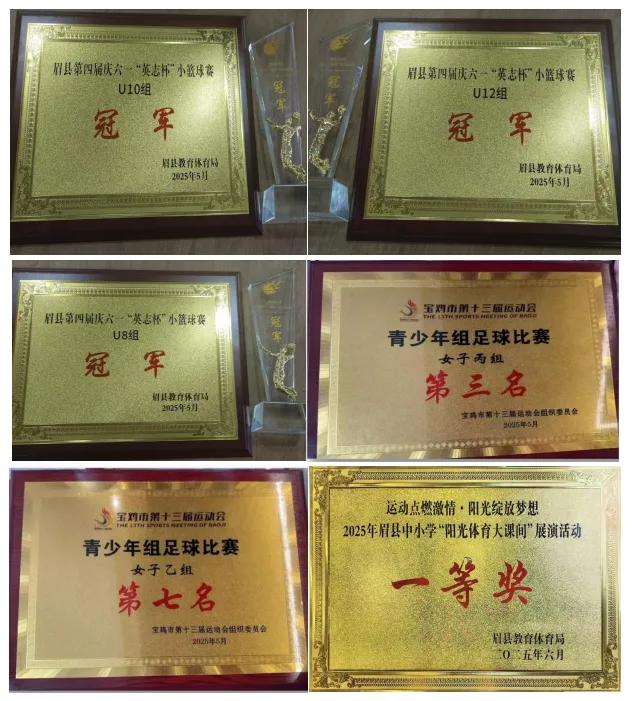 眉县第四届庆六一“英志杯”小篮球赛
U10组
冠军
眉县教育体育局
2025年5月
冠军
眉县第四届庆六一“英志杯”小篮球赛
U12组
冠军
眉县教育体育局
2025年5月
冠军
眉县第四届庆六一“英志杯”小篮球赛
U8组
冠军
眉县教育体育局
2025年5月
冠军
宝鸡市第十三届运动会
THE 13TH SPORTS MEETING OF BAOJI
青少年组足球比赛
女子丙组
第三名
宝鸡市第十三届运动会组织委员会
2025年5月
宝鸡市第十三届运动会
THE 13TH SPORTS MEETING OF BAOJI
青少年组足球比赛
女子乙组
第七名
宝鸡市第十三届运动会组织委员会
2025年5月
运动点燃激情·阳光绽放梦想
2025年眉县中小学“阳光体育大课间”展演活动
一等奖
眉县教育体育局
二〇二五年六月